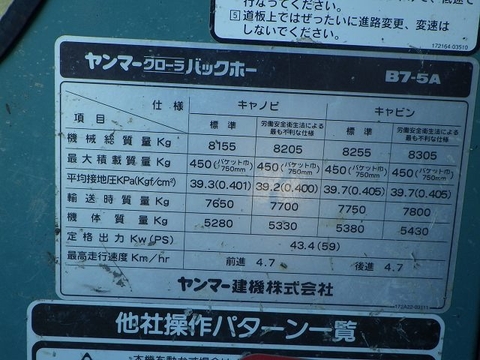 行なってください。
5 道板上ではぜったいに進路変更、変速は
しないでください。
172164-03510
ヤンマークローラバックホー B7-5A
仕様 キャノピ キャビン
項目 標準 労働安全衛生法による最も不利な仕様 標準 労働安全衛生法による最も不利な仕様
機械総質量 Kg 8155 8205 8255 8305
最大積載質量 Kg 450(バケット巾750mm) 450(バケット巾750mm) 450(バケット巾750mm) 450(バケット巾750mm)
平均接地圧KPa(Kgf/cm²) 39.3(0.401) 39.2(0.400) 39.7(0.405) 39.7(0.405)
輸送時質量 Kg 7650 7700 7750 7800
機体質量 Kg 5280 5330 5380 5430
定格出力 Kw(PS) 43.4(59)
最高走行速度 Km/hr 前進 4.7 後進 4.7
ヤンマー建機株式会社
他社操作パターン一覧